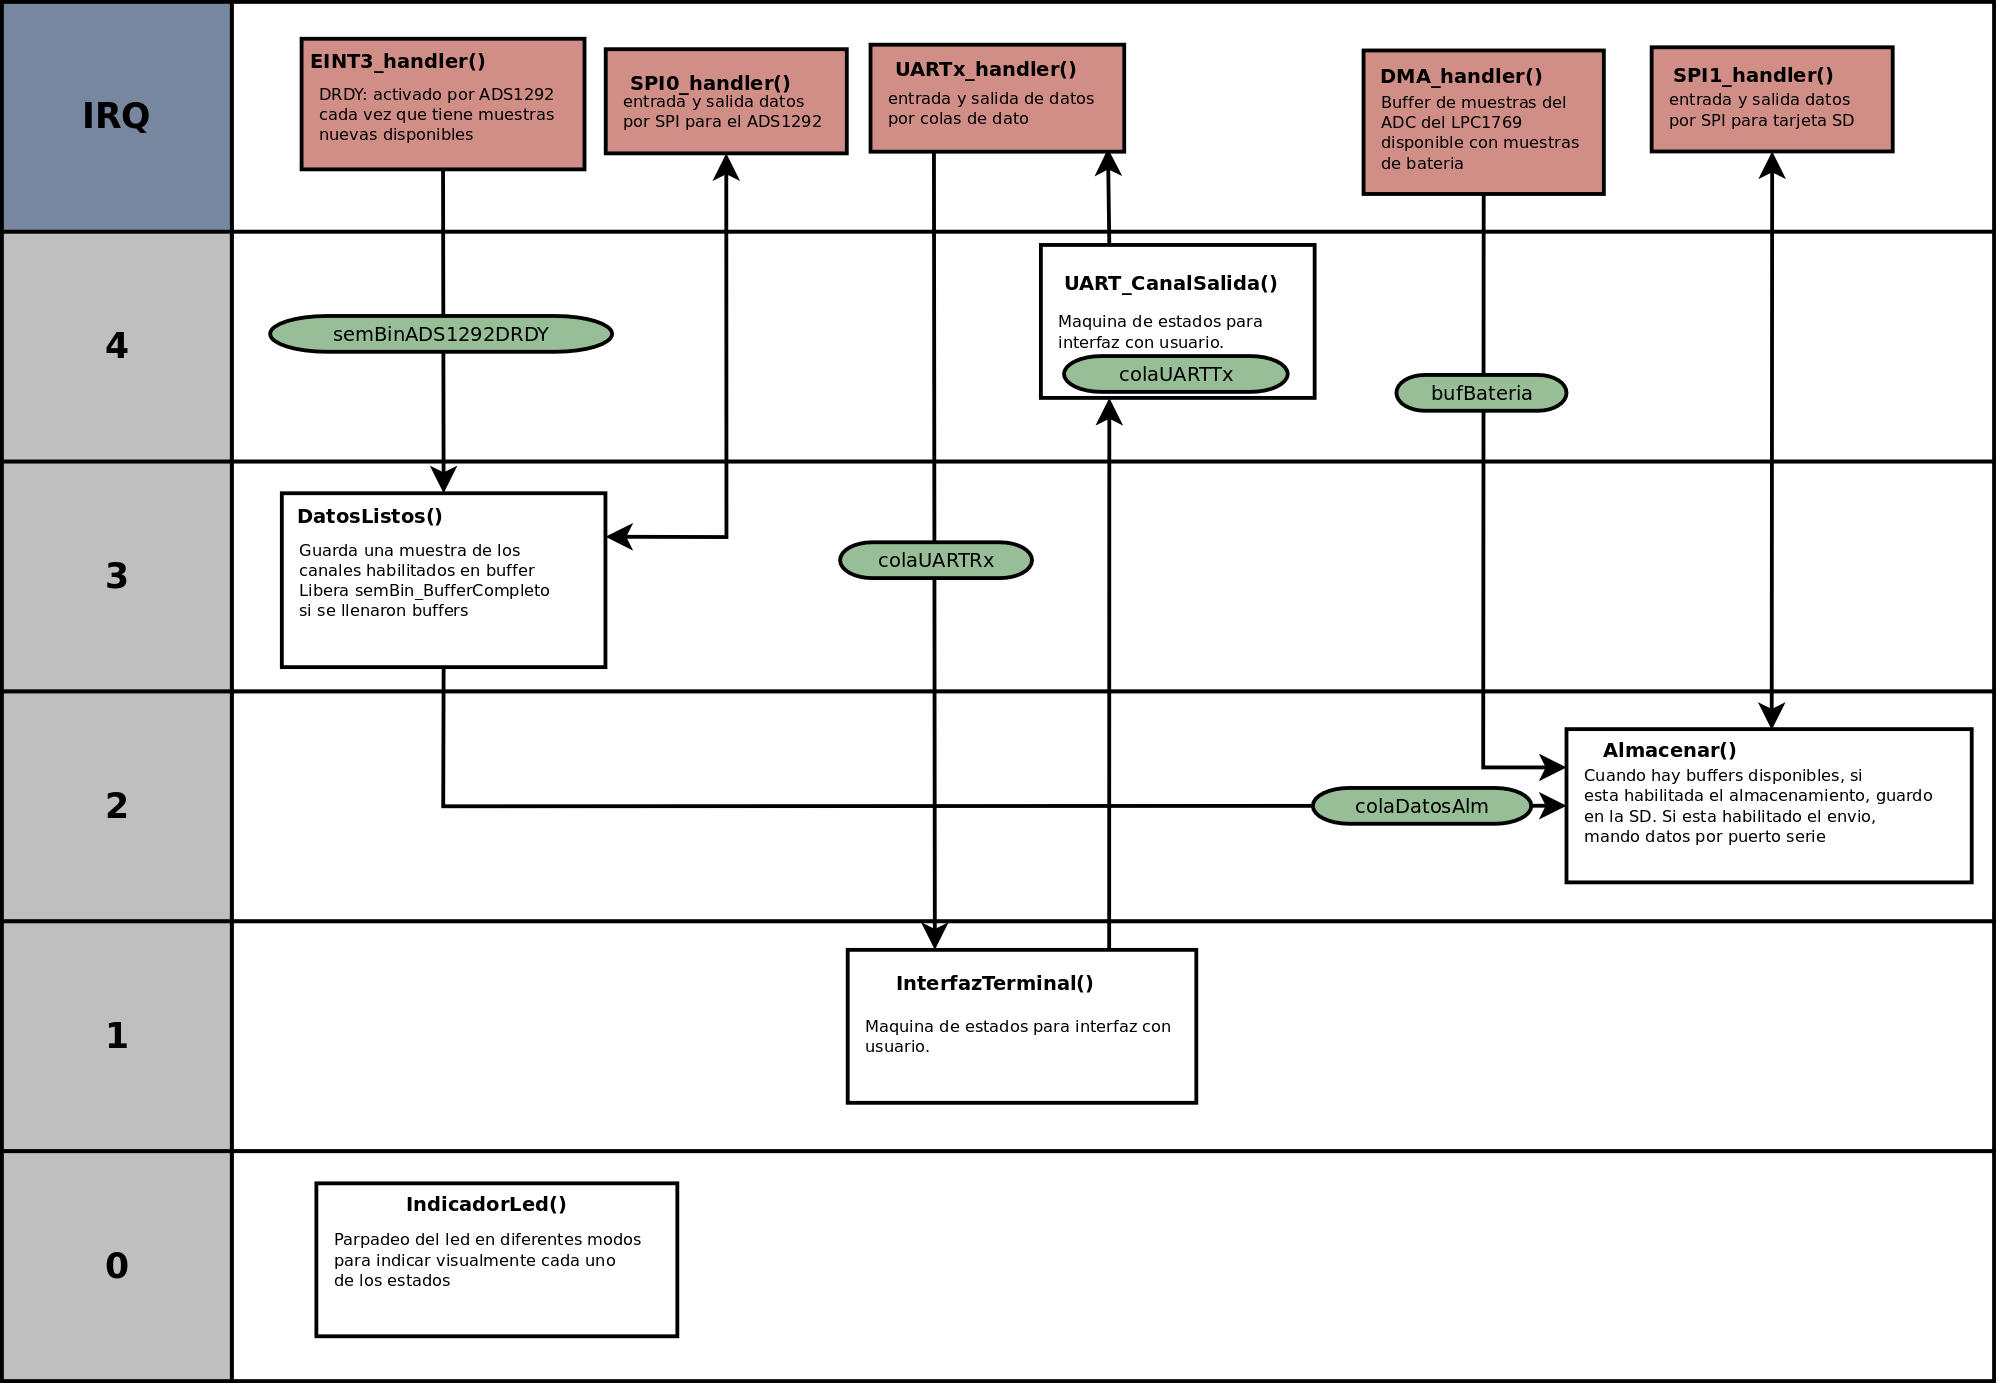 IRQ
EINT3_handler()
DRDY: activado por ADS1292
cada vez que tiene muestras
nuevas disponibles
SPI0_handler()
entrada y salida datos
por SPI para el ADS1292
UARTx_handler()
entrada y salida de datos
por colas de dato
DMA_handler()
Buffer de muestras del
ADC del LPC1769
disponible con muestras
de bateria
SPI1_handler()
entrada y salida datos
por SPI para tarjeta SD
4
semBinADS1292DRDY
UART_CanalSalida()
Maquina de estados para
interfaz con usuario.
colaUARTTx
bufBateria
3
DatosListos()
Guarda una muestra de los
canales habilitados en buffer
Libera semBin_BufferCompleto
si se llenaron buffers
colaUARTRx
2
colaDatosAlm
Almacenar()
Cuando hay buffers disponibles, si
esta habilitada el almacenamiento, guardo
en la SD. Si esta habilitado el envio,
mando datos por puerto serie
1
InterfazTerminal()
Maquina de estados para interfaz con
usuario.
0
IndicadorLed()
Parpadeo del led en diferentes modos
para indicar visualmente cada uno
de los estados